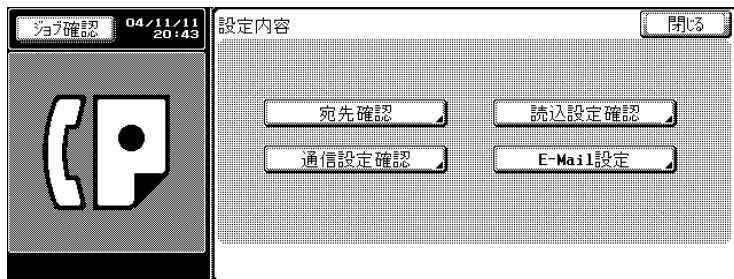 ジョブ確認
04/11/11
20:43
設定内容
閉じる
宛先確認
読込設定確認
通信設定確認
E-Mail設定